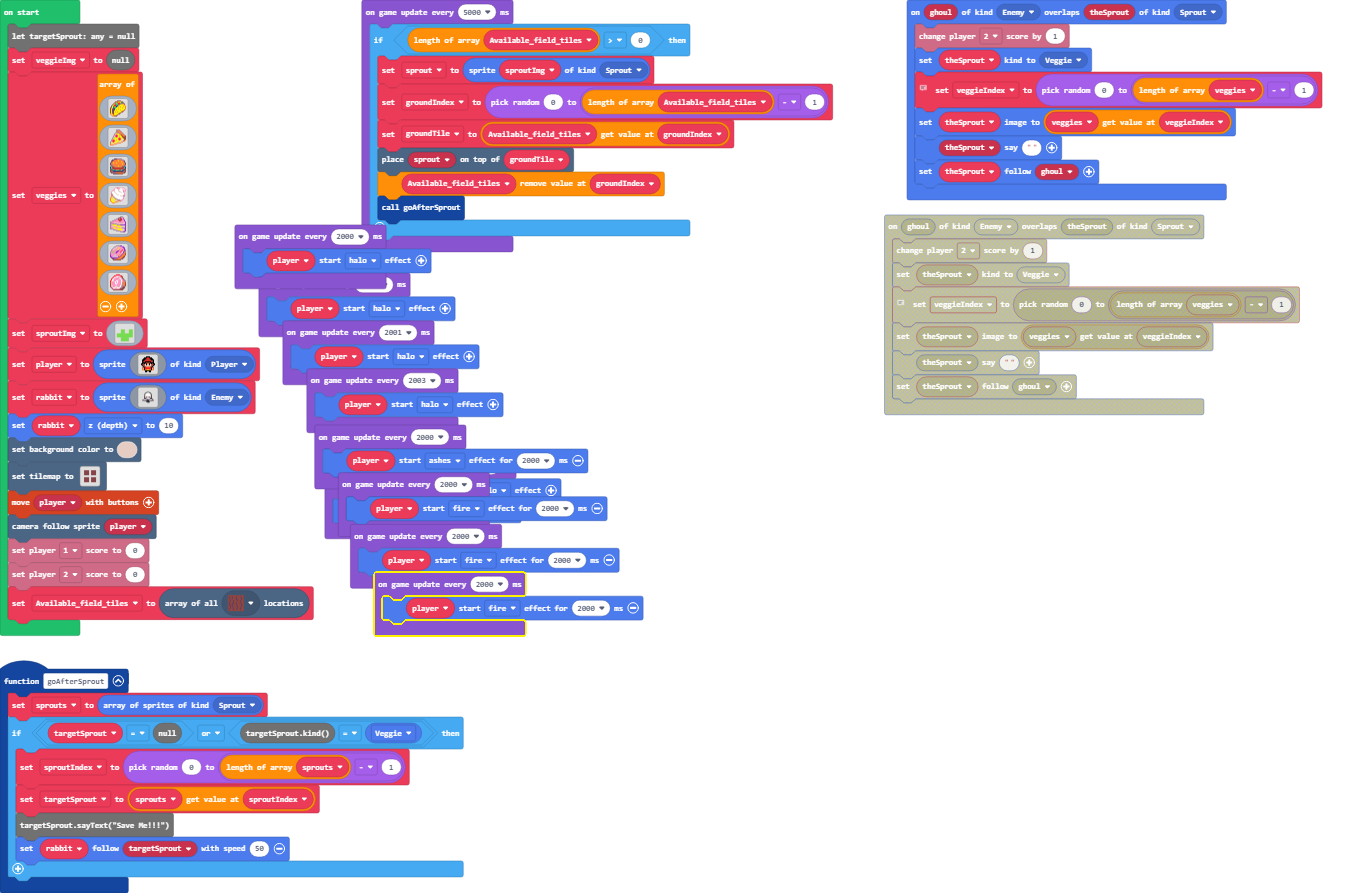 on start
let targetSprout: any = null
set veggieImg to null
set veggies to array of
set sproutImg to
set player to sprite of kind Player
set rabbit to sprite of kind Enemy
set rabbit z (depth) to 10
set background color to
set tilemap to
move player with buttons
camera follow sprite player
set player 1 score to 0
set player 2 score to 0
set Available_field_tiles to array of all locations
on game update every 5000 ms
if length of array Available_field_tiles > 0 then
set sprout to sprite sproutImg of kind Sprout
set groundIndex to pick random 0 to length of array Available_field_tiles - 1
set groundTile to Available_field_tiles get value at groundIndex
place sprout on top of groundTile
Available_field_tiles remove value at groundIndex
call goAfterSprout
on game update every 2000 ms
player start halo effect
ms
player start halo effect
on game update every 2001 ms
player start halo effect
on game update every 2003 ms
player start halo effect
on game update every 2000 ms
player start ashes effect for 2000 ms
on game update every 2000 ms
lo effect
player start fire effect for 2000 ms
on game update every 2000 ms
player start fire effect for 2000 ms
on game update every 2000 ms
player start fire effect for 2000 ms
on ghoul of kind Enemy overlaps theSprout of kind Sprout
change player 2 score by 1
set theSprout kind to Veggie
set veggieIndex to pick random 0 to length of array veggies - 1
set theSprout image to veggies get value at veggieIndex
theSprout say " "
set theSprout follow ghoul
on ghoul of kind Enemy overlaps theSprout of kind Sprout
change player 2 score by 1
set theSprout kind to Veggie
set veggieIndex to pick random 0 to length of array veggies - 1
set theSprout image to veggies get value at veggieIndex
theSprout say " "
set theSprout follow ghoul
function goAfterSprout
set sprouts to array of sprites of kind Sprout
if targetSprout = null or targetSprout.kind() = Veggie then
set sproutIndex to pick random 0 to length of array sprouts - 1
set targetSprout to sprouts get value at sproutIndex
targetSprout.sayText("Save Me!!!")
set rabbit follow targetSprout with speed 50